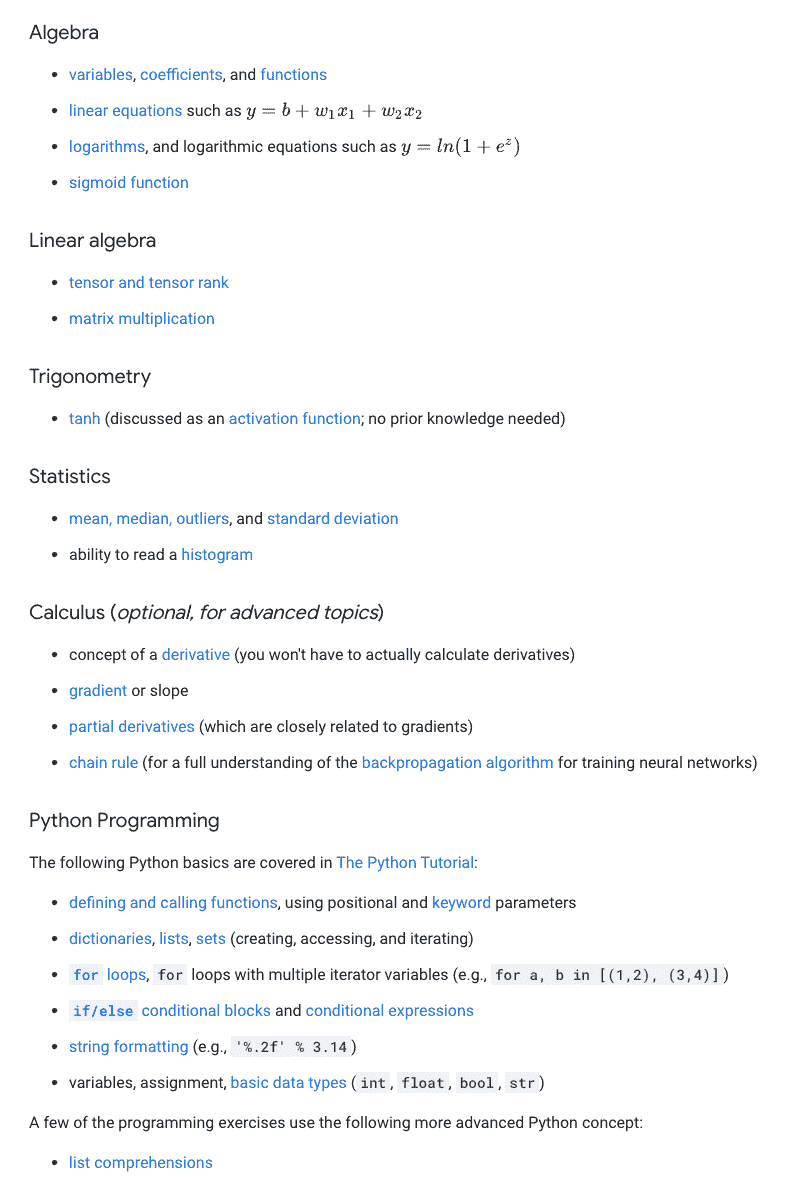 Algebra
• variables, coefficients, and functions
• linear equations such as y = b + w₁x₁ + w₂x₂
• logarithms, and logarithmic equations such as y = ln(1 + eᶻ)
• sigmoid function
Linear algebra
• tensor and tensor rank
• matrix multiplication
Trigonometry
• tanh (discussed as an activation function; no prior knowledge needed)
Statistics
• mean, median, outliers, and standard deviation
• ability to read a histogram
Calculus (optional, for advanced topics)
• concept of a derivative (you won't have to actually calculate derivatives)
• gradient or slope
• partial derivatives (which are closely related to gradients)
• chain rule (for a full understanding of the backpropagation algorithm for training neural networks)
Python Programming
The following Python basics are covered in The Python Tutorial:
• defining and calling functions, using positional and keyword parameters
• dictionaries, lists, sets (creating, accessing, and iterating)
• for loops, for loops with multiple iterator variables (e.g., for a, b in [(1,2), (3,4)])
• if/else conditional blocks and conditional expressions
• string formatting (e.g., '%.2f' % 3.14)
• variables, assignment, basic data types (int, float, bool, str)
A few of the programming exercises use the following more advanced Python concept:
• list comprehensions